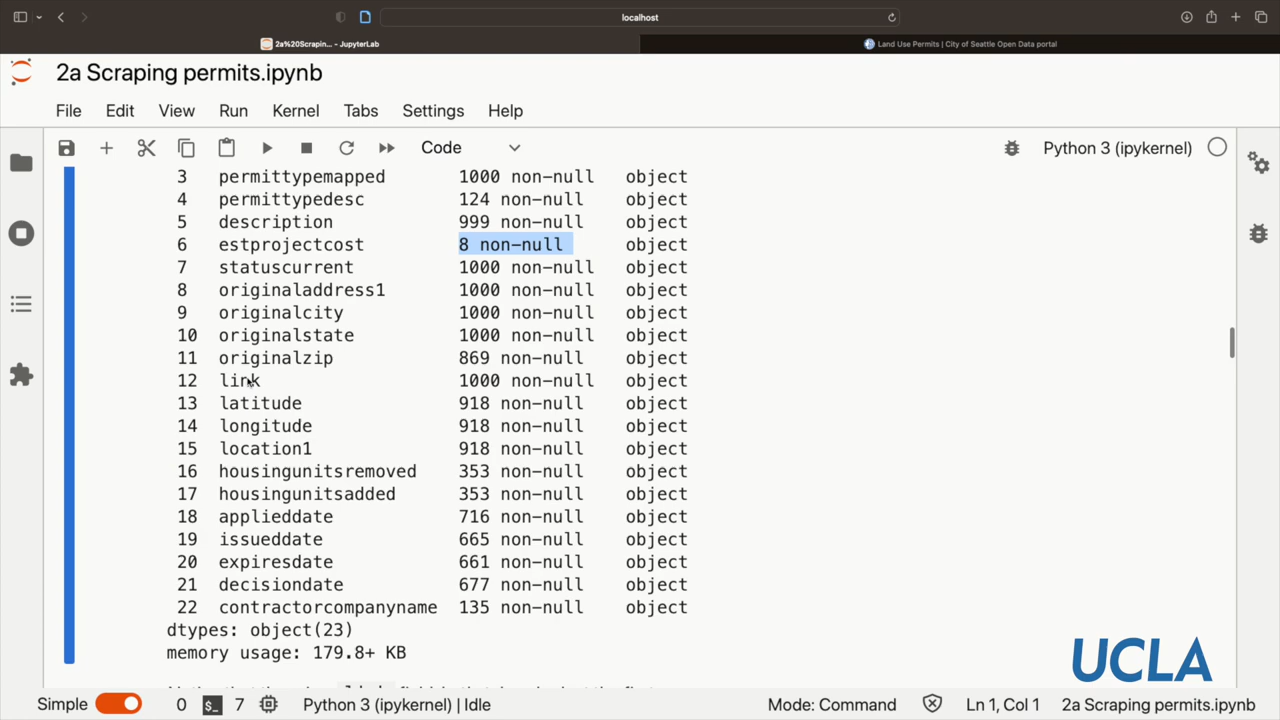 localhost
2a%20Scrapin... - JupyterLab
Land Use Permits | City of Seattle Open Data portal
2a Scraping permits.ipynb
File Edit View Run Kernel Tabs Settings Help
Code
Python 3 (ipykernel)
3 permittypemapped 1000 non-null object
4 permittypedesc 124 non-null object
5 description 999 non-null object
6 estprojectcost 8 non-null object
7 statuscurrent 1000 non-null object
8 originaladdress1 1000 non-null object
9 originalcity 1000 non-null object
10 originalstate 1000 non-null object
11 originalzip 869 non-null object
12 link 1000 non-null object
13 latitude 918 non-null object
14 longitude 918 non-null object
15 location1 918 non-null object
16 housingunitsremoved 353 non-null object
17 housingunitsadded 353 non-null object
18 applieddate 716 non-null object
19 issueddate 665 non-null object
20 expiresdate 661 non-null object
21 decisiondate 677 non-null object
22 contractorcompanyname 135 non-null object
dtypes: object(23)
memory usage: 179.8+ KB
UCLA
Simple 0 $_ 7 Python 3 (ipykernel) | Idle Mode: Command Ln 1, Col 1 2a Scraping permits.ipynb